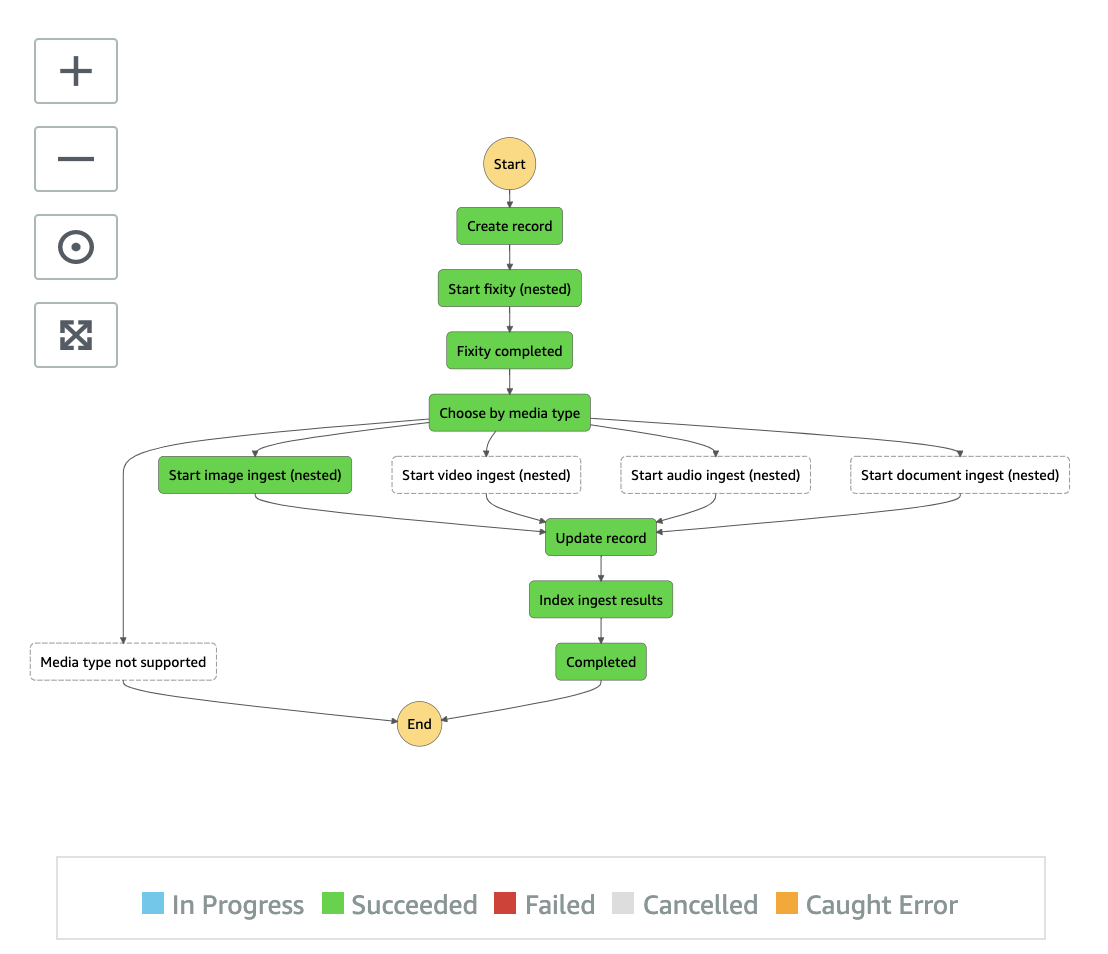 Start
Create record
Start fixity (nested)
Fixity completed
Choose by media type
Start image ingest (nested)
Start video ingest (nested)
Start audio ingest (nested)
Start document ingest (nested)
Update record
Index ingest results
Media type not supported
Completed
End
In Progress
Succeeded
Failed
Cancelled
Caught Error